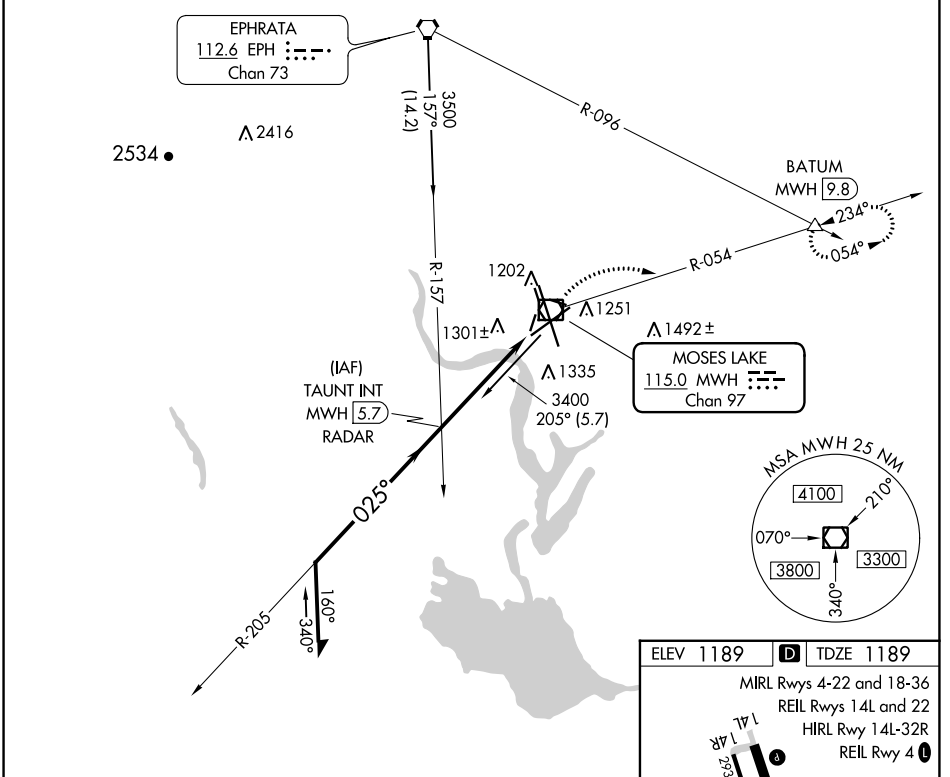 EPHRATA
112.6 EPH
Chan 73
3500
157°
(14.2)
2416
2534
R-096
BATUM
MWH 9.8
234°
054°
R-157
R-054
1202
1251
1301±
1492±
MOSES LAKE
115.0 MWH
Chan 97
1335
3400
205° (5.7)
(IAF)
TAUNT INT
MWH 5.7
RADAR
025°
160°
340°
R-205
MSA MWH 25 NM
4100
210°
070°
3800
3300
340°
ELEV 1189 D TDZE 1189
MIRL Rwys 4-22 and 18-36
REIL Rwys 14L and 22
HIRL Rwy 14L-32R
REIL Rwy 4 L
14L
14R
293
P